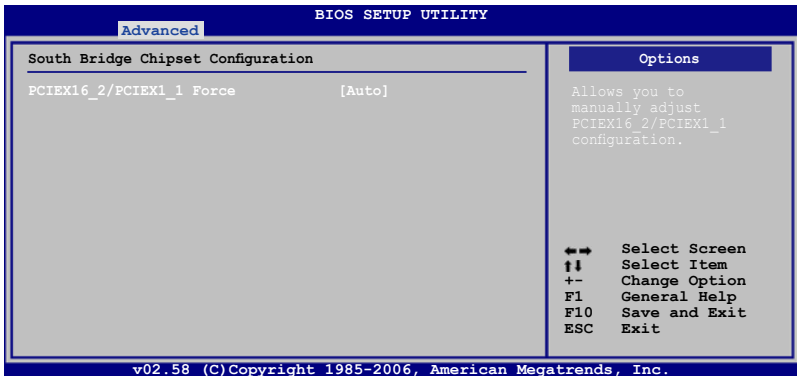 BIOS SETUP UTILITY
Advanced
South Bridge Chipset Configuration
PCIEX16_2/PCIEX1_1 Force [Auto]
Options
Allows you to
manually adjust
PCIEX16_2/PCIEX1_1
configuration.
←→ Select Screen
↑↓ Select Item
+- Change Option
F1 General Help
F10 Save and Exit
ESC Exit
v02.58 (C)Copyright 1985-2006, American Megatrends, Inc.